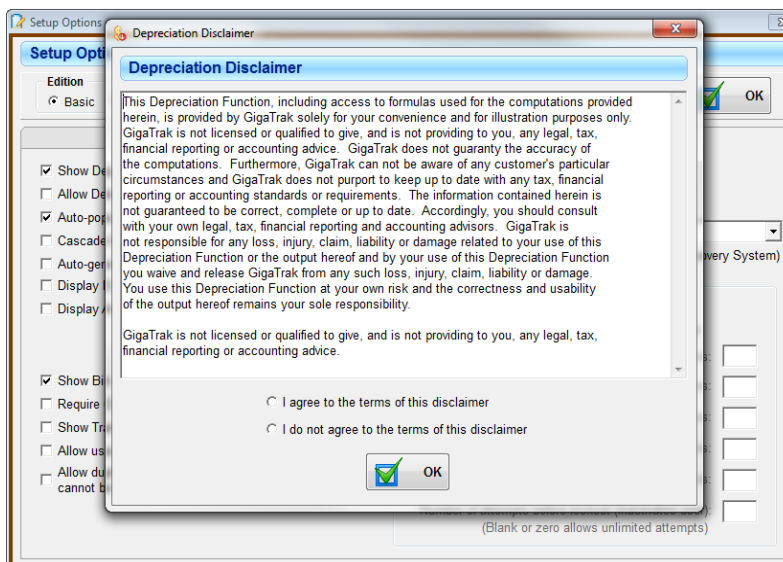 Setup Options
Depreciation Disclaimer
Setup Opti
Depreciation Disclaimer
Edition
Basic
OK
This Depreciation Function, including access to formulas used for the computations provided
herein, is provided by GigaTrak solely for your convenience and for illustration purposes only.
GigaTrak is not licensed or qualified to give, and is not providing to you, any legal, tax,
financial reporting or accounting advice.  GigaTrak does not guaranty the accuracy of
the computations.  Furthermore, GigaTrak can not be aware of any customer's particular
circumstances and GigaTrak does not purport to keep up to date with any tax, financial
reporting or accounting standards or requirements.  The information contained herein is
not guaranteed to be correct, complete or up to date.  Accordingly, you should consult
with your own legal, tax, financial reporting and accounting advisors.  GigaTrak is
not responsible for any loss, injury, claim, liability or damage related to your use of this
Depreciation Function or the output hereof and by your use of this Depreciation Function
you waive and release GigaTrak from any such loss, injury, claim, liability or damage.
You use this Depreciation Function at your own risk and the correctness and usability
of the output hereof remains your sole responsibility.
GigaTrak is not licensed or qualified to give, and is not providing to you, any legal, tax,
financial reporting or accounting advice.
Show De
Allow De
Auto-pop
Cascade
Auto-gen
Display
Display
very System)
Show Bi
Require
Show Tra
Allow us
Allow du
cannot b
I agree to the terms of this disclaimer
I do not agree to the terms of this disclaimer
OK
(Blank or zero allows unlimited attempts)